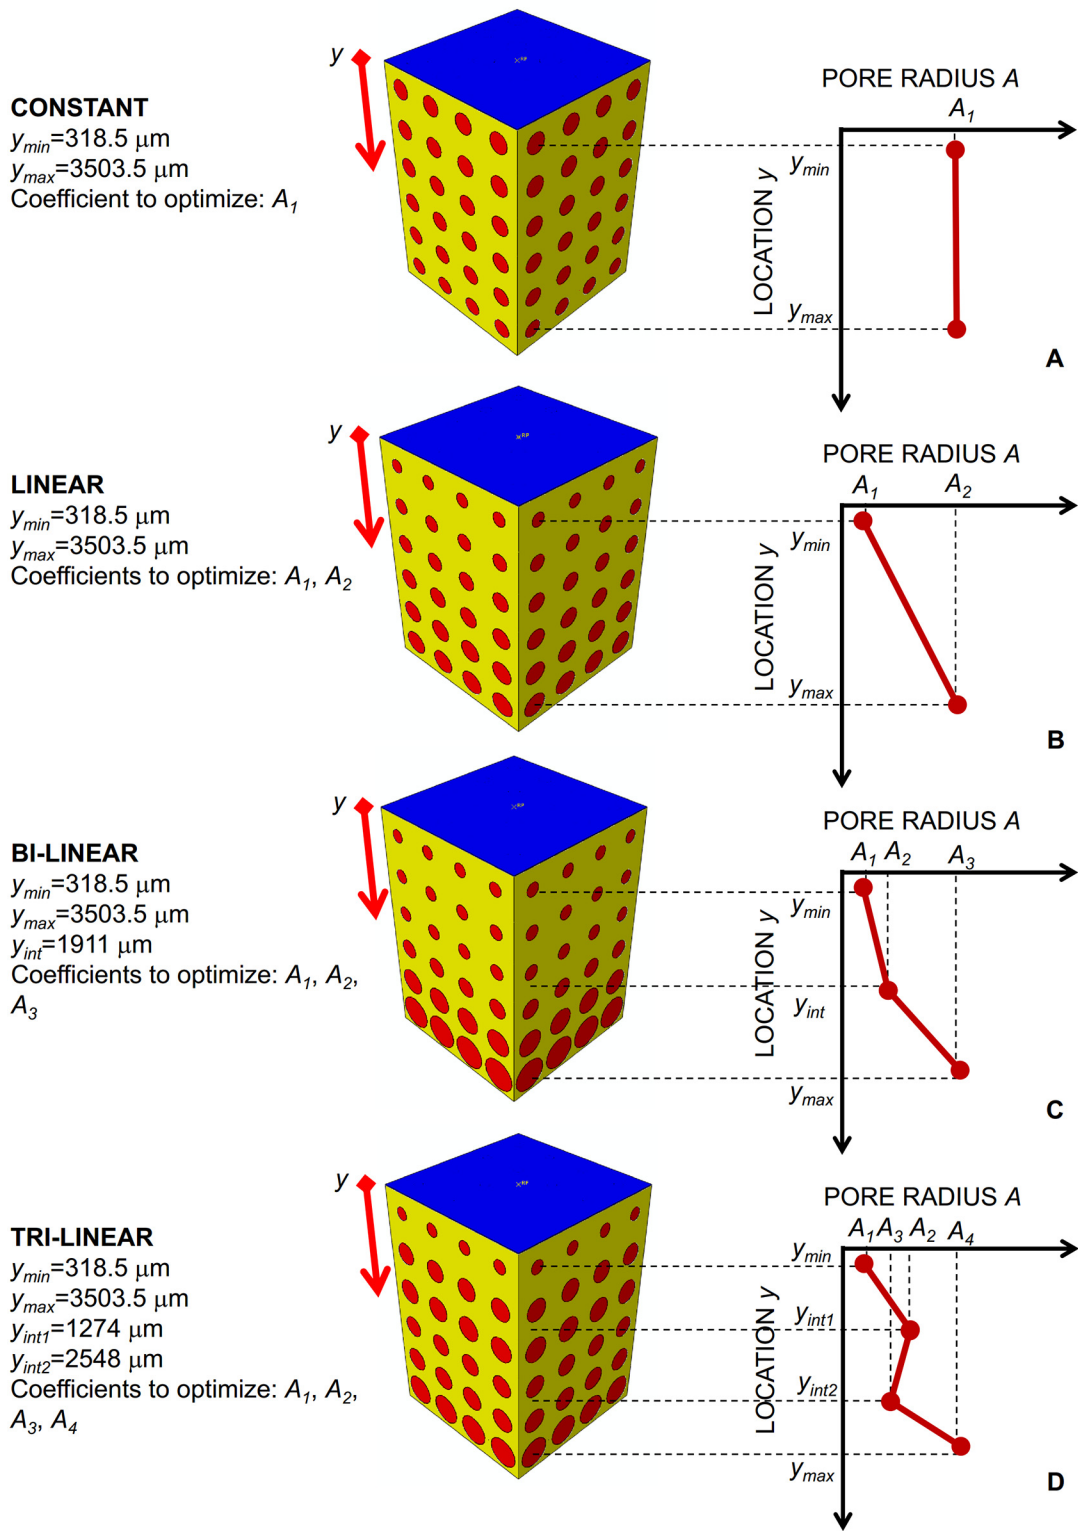 CONSTANT
ymin=318.5 µm
ymax=3503.5 µm
Coefficient to optimize: A1
y
PORE RADIUS A
A1
ymin
LOCATION y
ymax
A
LINEAR
ymin=318.5 µm
ymax=3503.5 µm
Coefficients to optimize: A1, A2
y
PORE RADIUS A
A1 A2
ymin
LOCATION y
ymax
B
BI-LINEAR
ymin=318.5 µm
ymax=3503.5 µm
yint=1911 µm
Coefficients to optimize: A1, A2,
A3
y
PORE RADIUS A
A1 A2 A3
ymin
LOCATION y
yint
ymax
C
TRI-LINEAR
ymin=318.5 µm
ymax=3503.5 µm
yint1=1274 µm
yint2=2548 µm
Coefficients to optimize: A1, A2,
A3, A4
y
PORE RADIUS A
A1 A3 A2 A4
ymin
yint1
LOCATION y
yint2
ymax
D